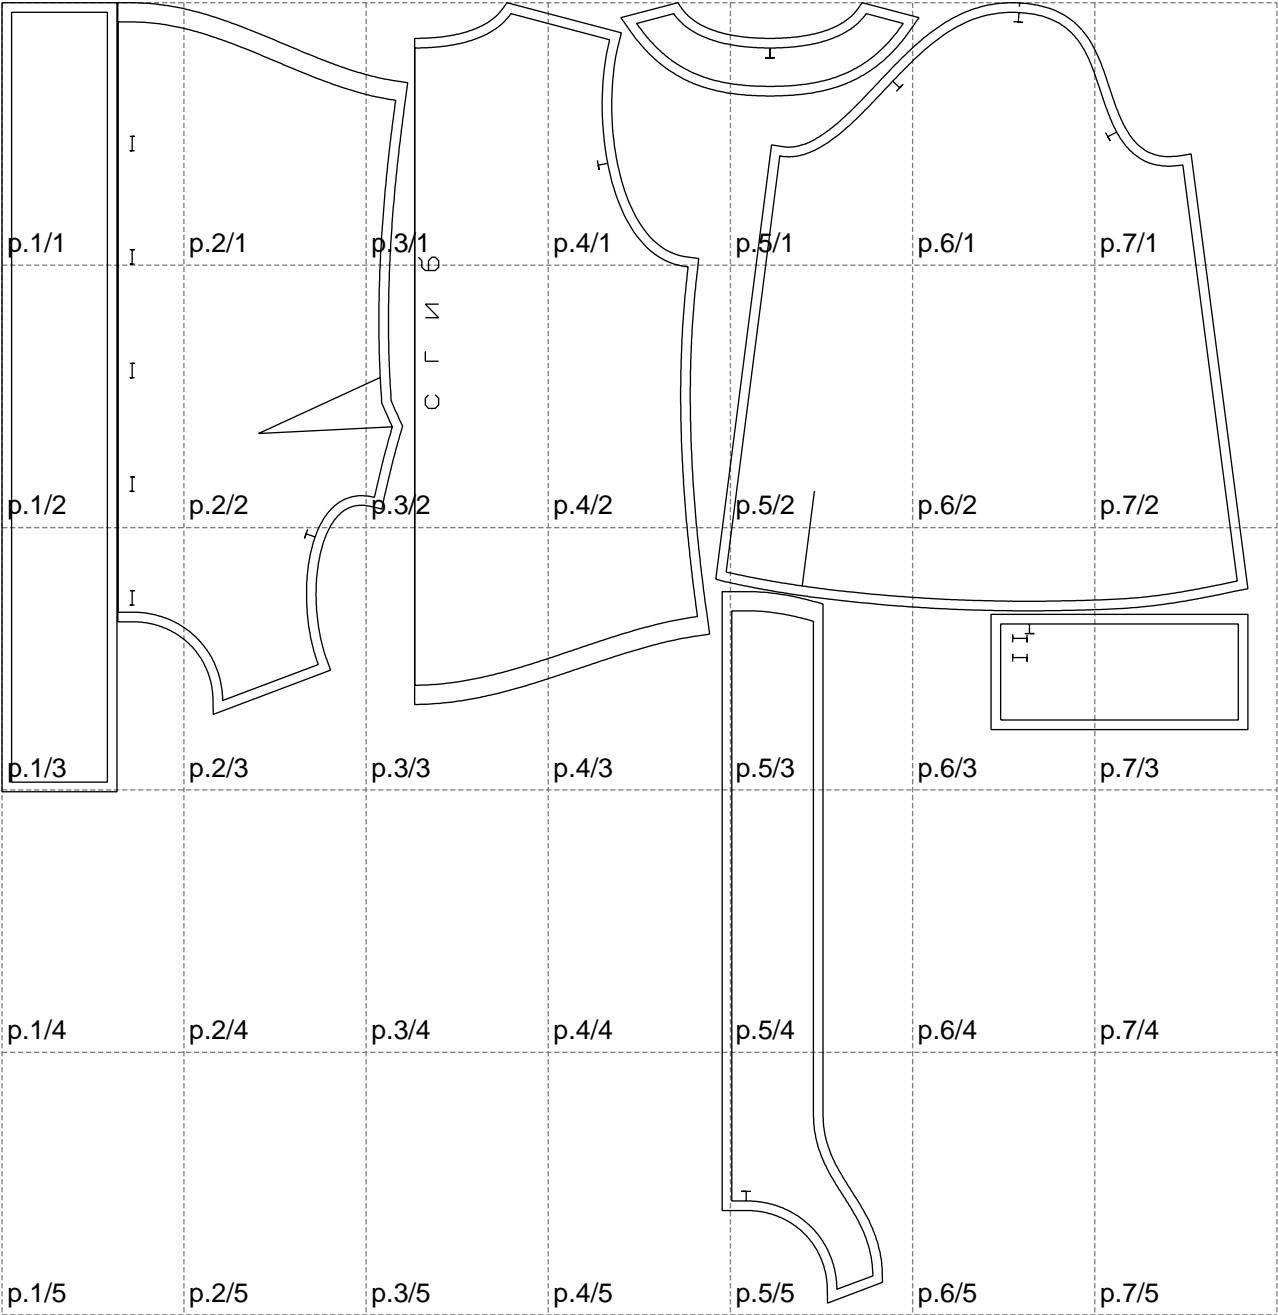 p.1/1 p.2/1 p.3/1 p.4/1 p.5/1 p.6/1 p.7/1
С Г И б
p.1/2 p.2/2 p.3/2 p.4/2 p.5/2 p.6/2 p.7/2
p.1/3 p.2/3 p.3/3 p.4/3 p.5/3 p.6/3 p.7/3
p.1/4 p.2/4 p.3/4 p.4/4 p.5/4 p.6/4 p.7/4
p.1/5 p.2/5 p.3/5 p.4/5 p.5/5 p.6/5 p.7/5